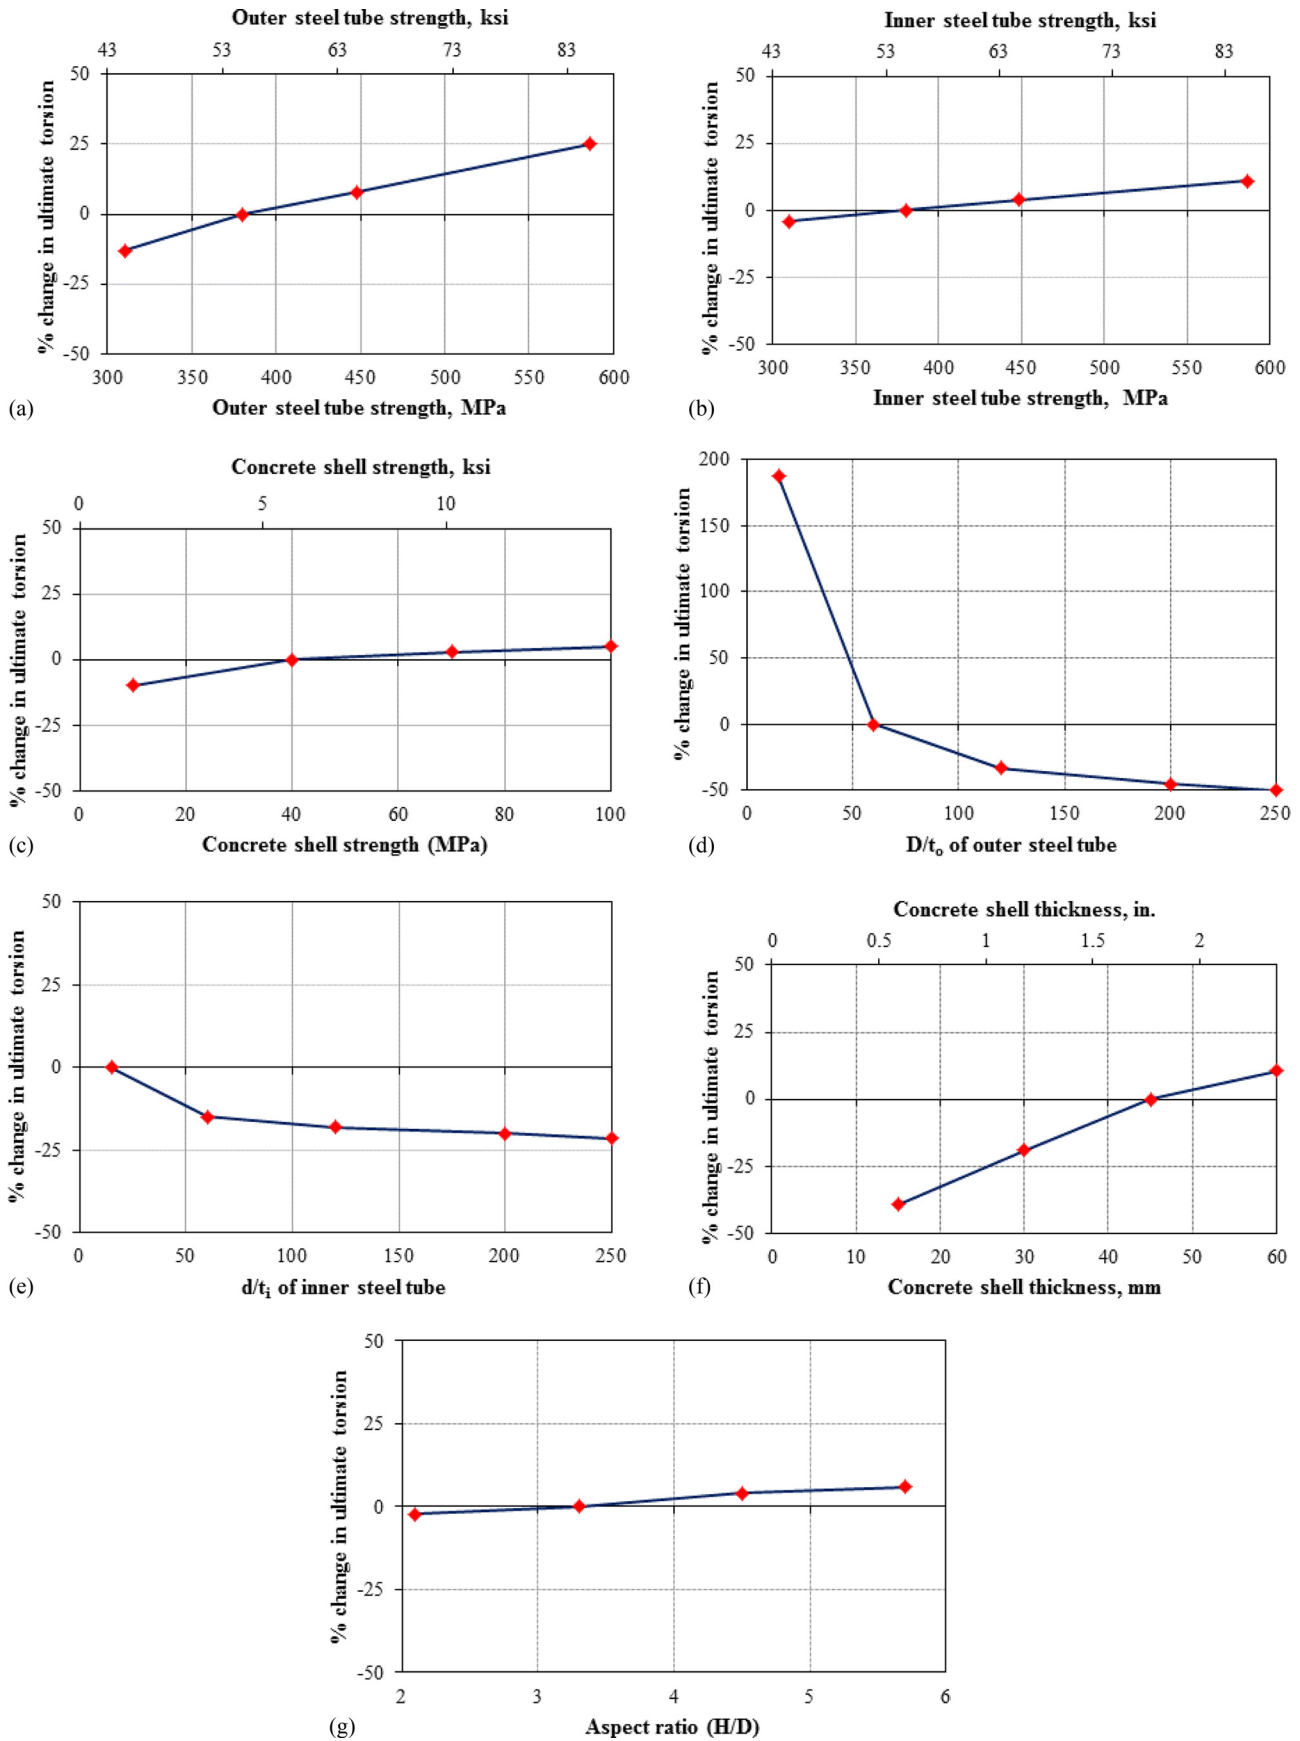 Outer steel tube strength, ksi
43 53 63 73 83
% change in ultimate torsion
50
25
0
-25
-50
300 350 400 450 500 550 600
Outer steel tube strength, MPa
(a)
Inner steel tube strength, ksi
43 53 63 73 83
% change in ultimate torsion
50
25
0
-25
-50
300 350 400 450 500 550 600
Inner steel tube strength, MPa
(b)
Concrete shell strength, ksi
0 5 10
% change in ultimate torsion
50
25
0
-25
-50
0 20 40 60 80 100
Concrete shell strength (MPa)
(c)
% change in ultimate torsion
200
150
100
50
0
-50
0 50 100 150 200 250
D/to of outer steel tube
(d)
% change in ultimate torsion
50
25
0
-25
-50
0 50 100 150 200 250
d/ti of inner steel tube
(e)
Concrete shell thickness, in.
0 0.5 1 1.5 2
% change in ultimate torsion
50
25
0
-25
-50
0 10 20 30 40 50 60
Concrete shell thickness, mm
(f)
% change in ultimate torsion
50
25
0
-25
-50
2 3 4 5 6
Aspect ratio (H/D)
(g)